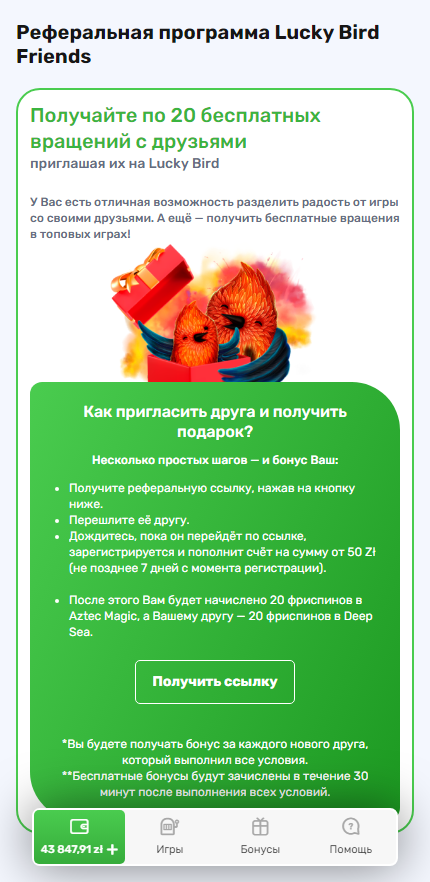 Реферальная программа Lucky Bird
Friends
Получайте по 20 бесплатных
вращений с друзьями
приглашая их на Lucky Bird
У Вас есть отличная возможность разделить радость от игры
со своими друзьями. А ещё — получить бесплатные вращения
в топовых играх!
Как пригласить друга и получить
подарок?
Несколько простых шагов — и бонус Ваш:
• Получите реферальную ссылку, нажав на кнопку
ниже.
• Перешлите её другу.
• Дождитесь, пока он перейдёт по ссылке,
зарегистрируется и пополнит счёт на сумму от 50 Zł
(не позднее 7 дней с момента регистрации).
• После этого Вам будет начислено 20 фриспинов в
Aztec Magic, а Вашему другу — 20 фриспинов в Deep
Sea.
Получить ссылку
*Вы будете получать бонус за каждого нового друга,
который выполнил все условия.
**Бесплатные бонусы будут зачислены в течение 30
минут после выполнения всех условий.
43 847,91 zł +
Игры
Бонусы
Помощь